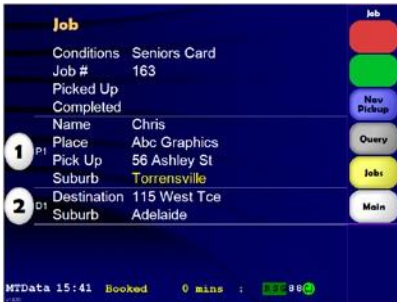 Job
Job
Conditions Seniors Card
Job # 163
Picked Up
Completed
Name Chris
1 P1 Place Abc Graphics
Pick Up 56 Ashley St
Suburb Torrensville
2 D1 Destination 115 West Tce
Suburb Adelaide
Nav Pickup
Query
Jobs
Main
MTData 15:41 Booked 0 mins :